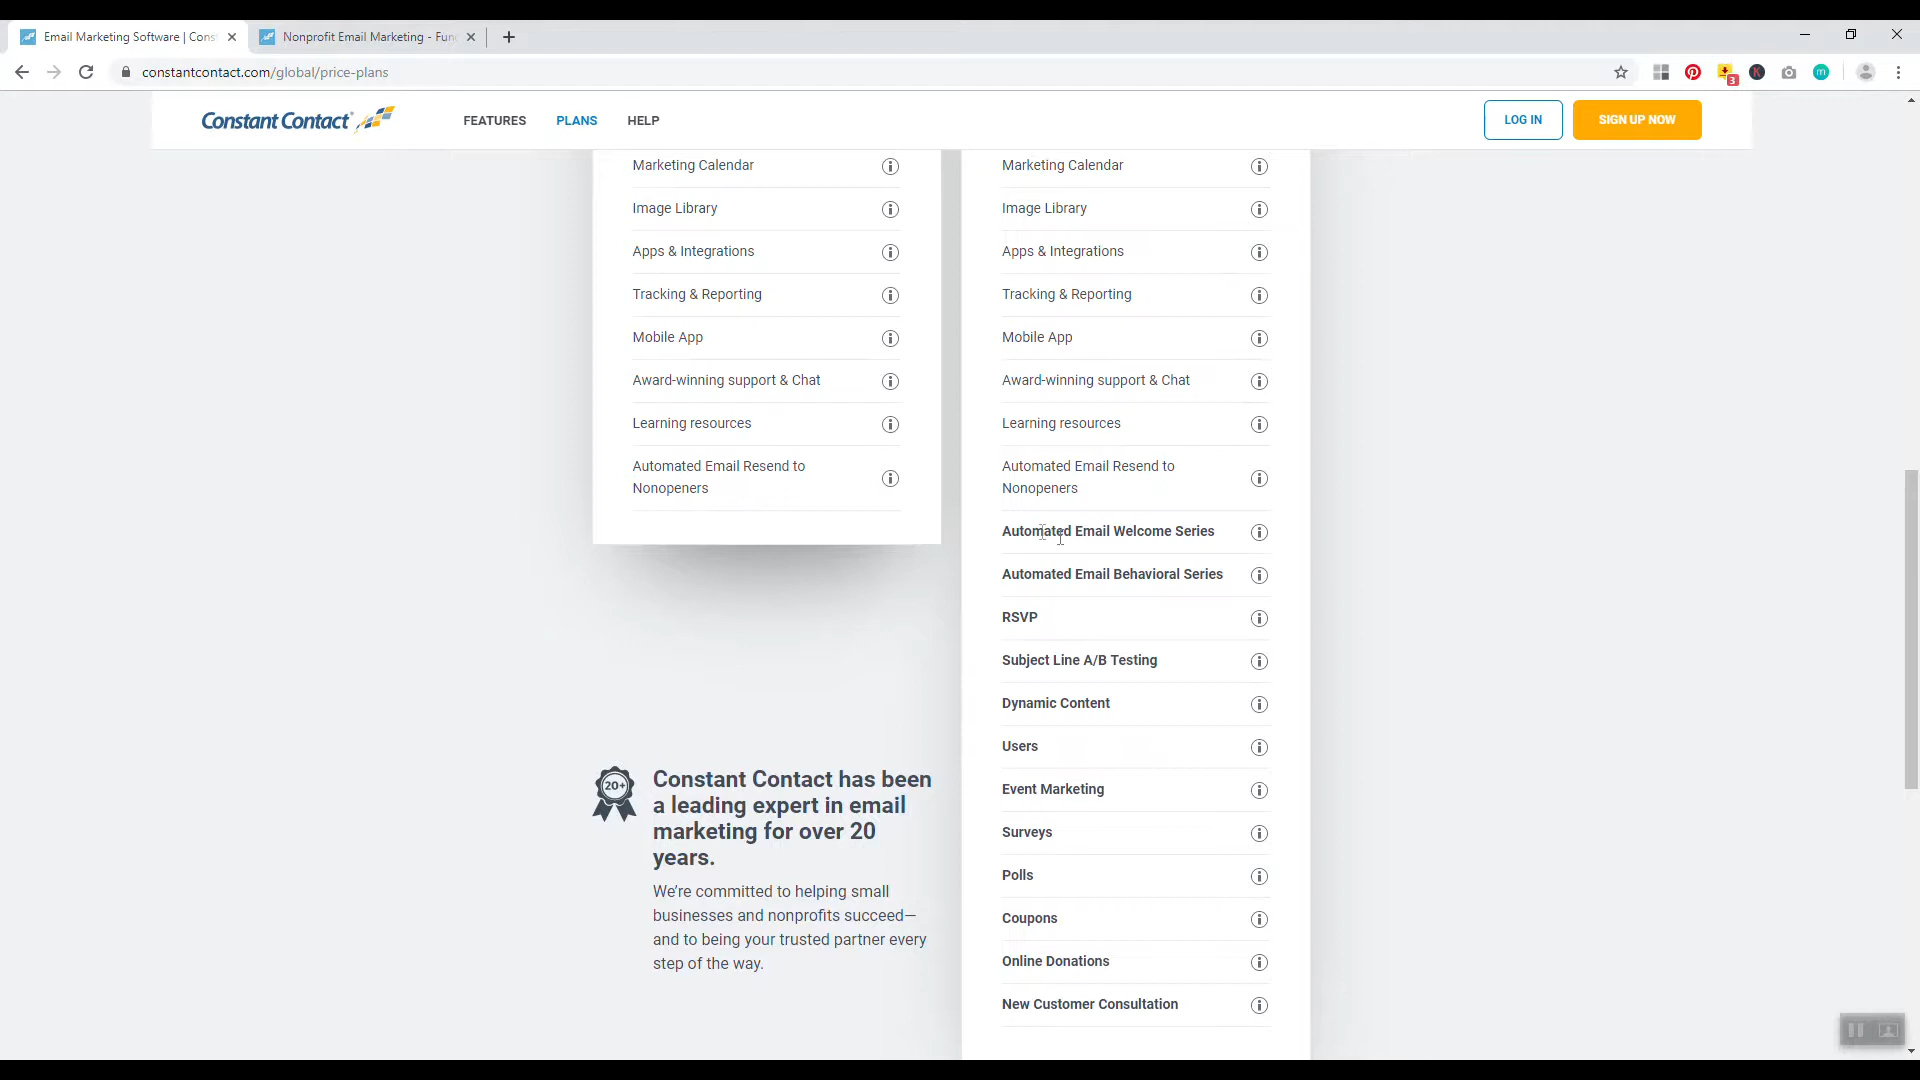 Email Marketing Software | Cons
Nonprofit Email Marketing - Fun
constantcontact.com/global/price-plans
3
K
m
Constant Contact
FEATURES
PLANS
HELP
LOG IN
SIGN UP NOW
Marketing Calendar
Image Library
Apps & Integrations
Tracking & Reporting
Mobile App
Award-winning support & Chat
Learning resources
Automated Email Resend to
Nonopeners
Marketing Calendar
Image Library
Apps & Integrations
Tracking & Reporting
Mobile App
Award-winning support & Chat
Learning resources
Automated Email Resend to
Nonopeners
Automated Email Welcome Series
Automated Email Behavioral Series
RSVP
Subject Line A/B Testing
Dynamic Content
Users
Event Marketing
Surveys
Polls
Coupons
Online Donations
New Customer Consultation
20+
Constant Contact has been
a leading expert in email
marketing for over 20
years.
We're committed to helping small
businesses and nonprofits succeed—
and to being your trusted partner every
step of the way.